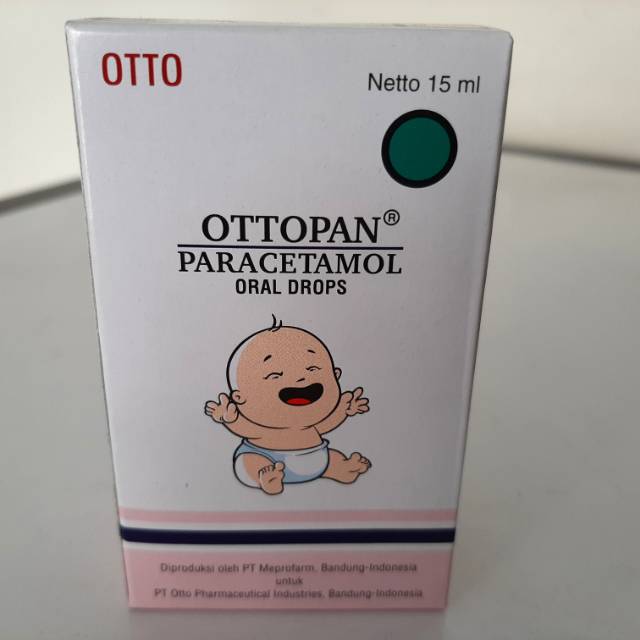 OTTO
Netto 15 ml
OTTOPAN®
PARACETAMOL
ORAL DROPS
Diproduksi oleh PT Meprofarm, Bandung-Indonesia
untuk
PT Otto Pharmaceutical Industries, Bandung-Indonesia